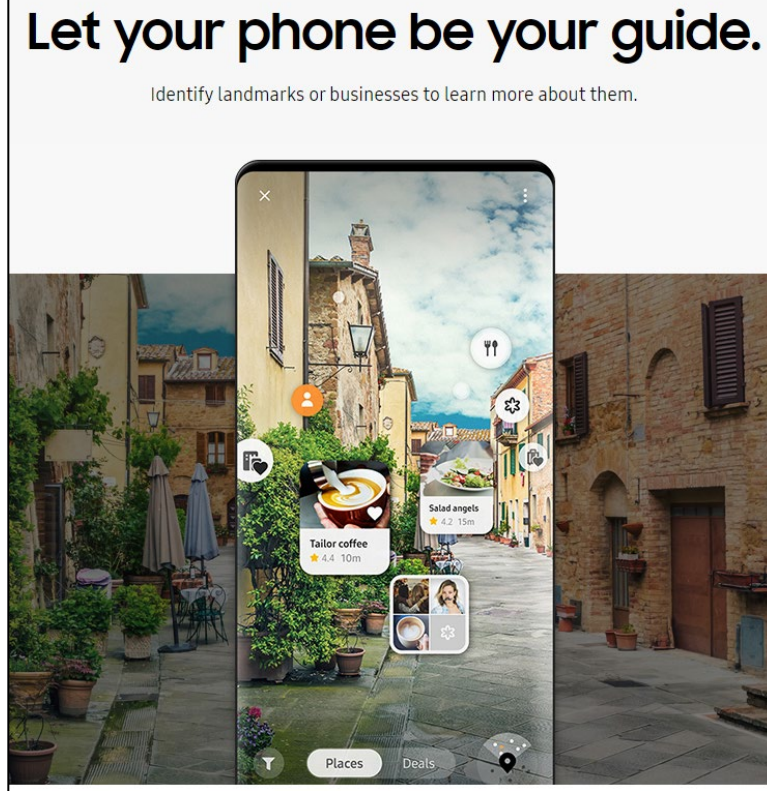 Let your phone be your guide.
Identify landmarks or businesses to learn more about them.
Salad angels
4.2 15m
Tailor coffee
4.4 10m
Places Deals